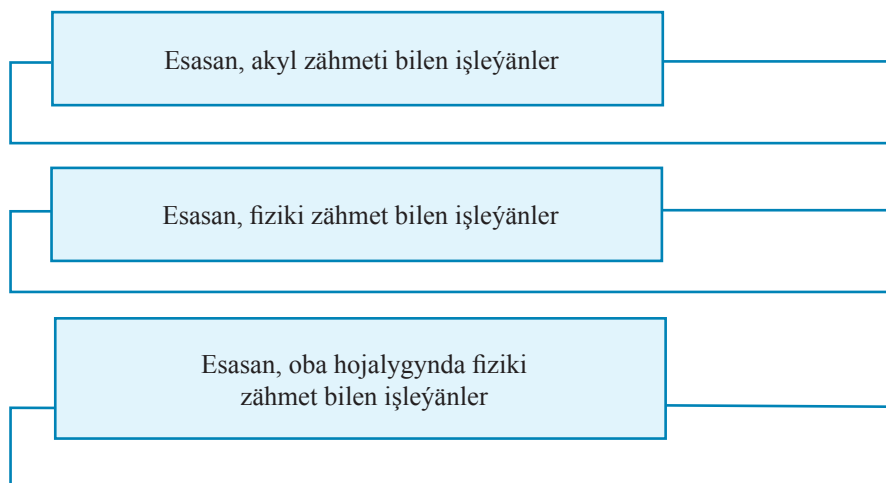 Esasan, akyl zähmeti bilen işleýänler
Esasan, fiziki zähmet bilen işleýänler
Esasan, oba hojalygynda fiziki
zähmet bilen işleýänler